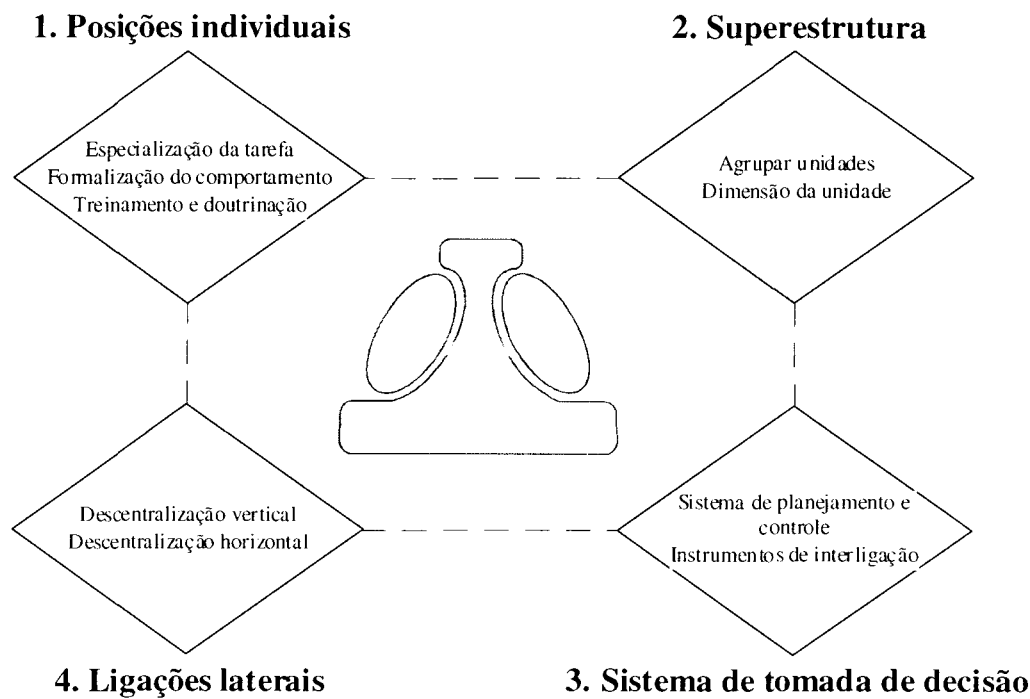 1. Posições individuais
2. Superestrutura
Especialização da tarefa
Formalização do comportamento
Treinamento e doutrinação
Agrupar unidades
Dimensão da unidade
Descentralização vertical
Descentralização horizontal
Sistema de planejamento e
controle
Instrumentos de interligação
4. Ligações laterais
3. Sistema de tomada de decisão